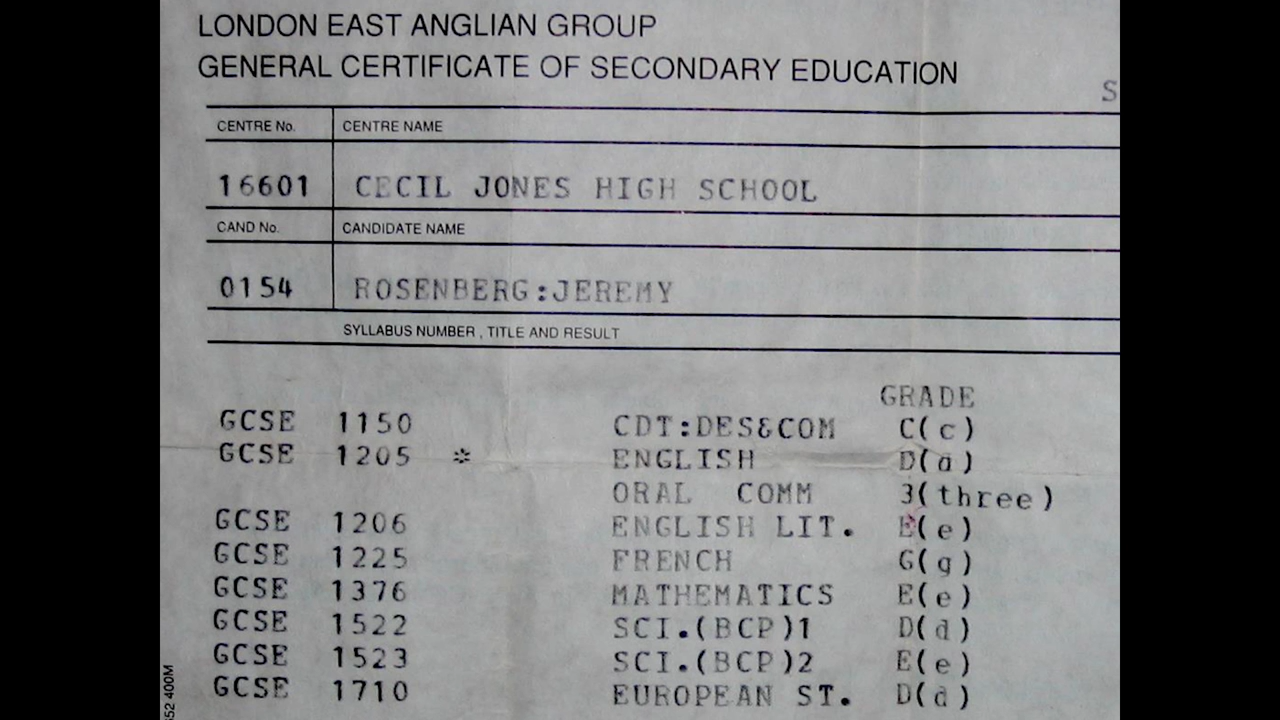 LONDON EAST ANGLIAN GROUP
GENERAL CERTIFICATE OF SECONDARY EDUCATION
S
CENTRE No. CENTRE NAME
16601 CECIL JONES HIGH SCHOOL
CAND No. CANDIDATE NAME
0154 ROSENBERG:JEREMY
SYLLABUS NUMBER, TITLE AND RESULT
GRADE
GCSE 1150 CDT:DES&COM C(c)
GCSE 1205 * ENGLISH D(d)
ORAL COMM 3(three)
GCSE 1206 ENGLISH LIT. E(e)
GCSE 1225 FRENCH G(g)
GCSE 1376 MATHEMATICS E(e)
GCSE 1522 SCI.(BCP)1 D(d)
GCSE 1523 SCI.(BCP)2 E(e)
GCSE 1710 EUROPEAN ST. D(d)
52 400M